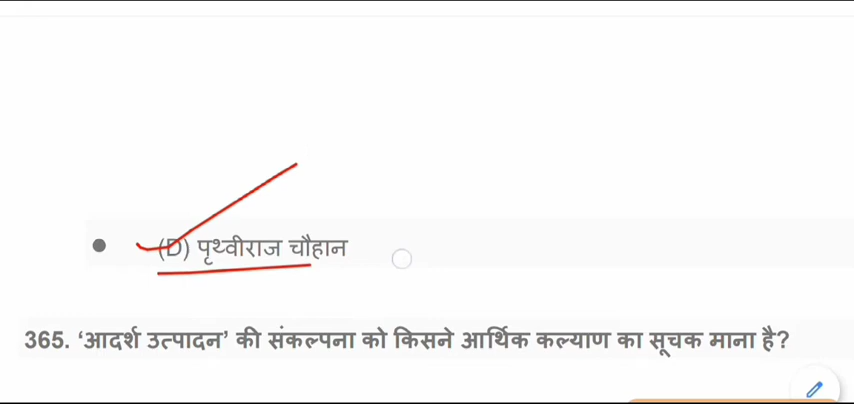 (D) पृथ्वीराज चौहान
365. ‘आदर्श उत्पादन’ की संकल्पना को किसने आर्थिक कल्याण का सूचक माना है?